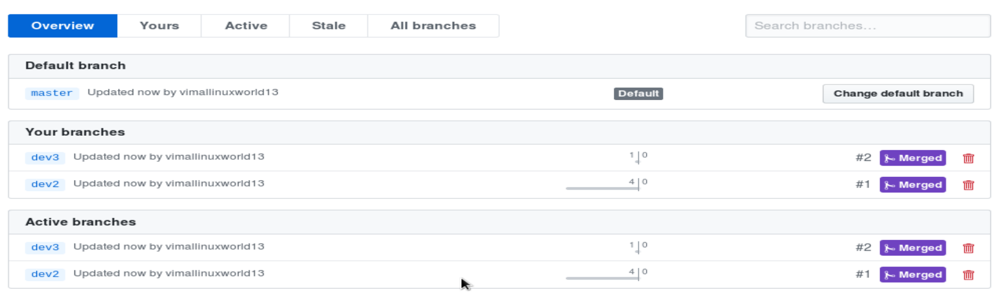 Overview Yours Active Stale All branches Search branches...
Default branch
master Updated now by vimallinuxworld13 Default Change default branch
Your branches
dev3 Updated now by vimallinuxworld13 1 0 #2 Merged
dev2 Updated now by vimallinuxworld13 4 0 #1 Merged
Active branches
dev3 Updated now by vimallinuxworld13 1 0 #2 Merged
dev2 Updated now by vimallinuxworld13 4 0 #1 Merged